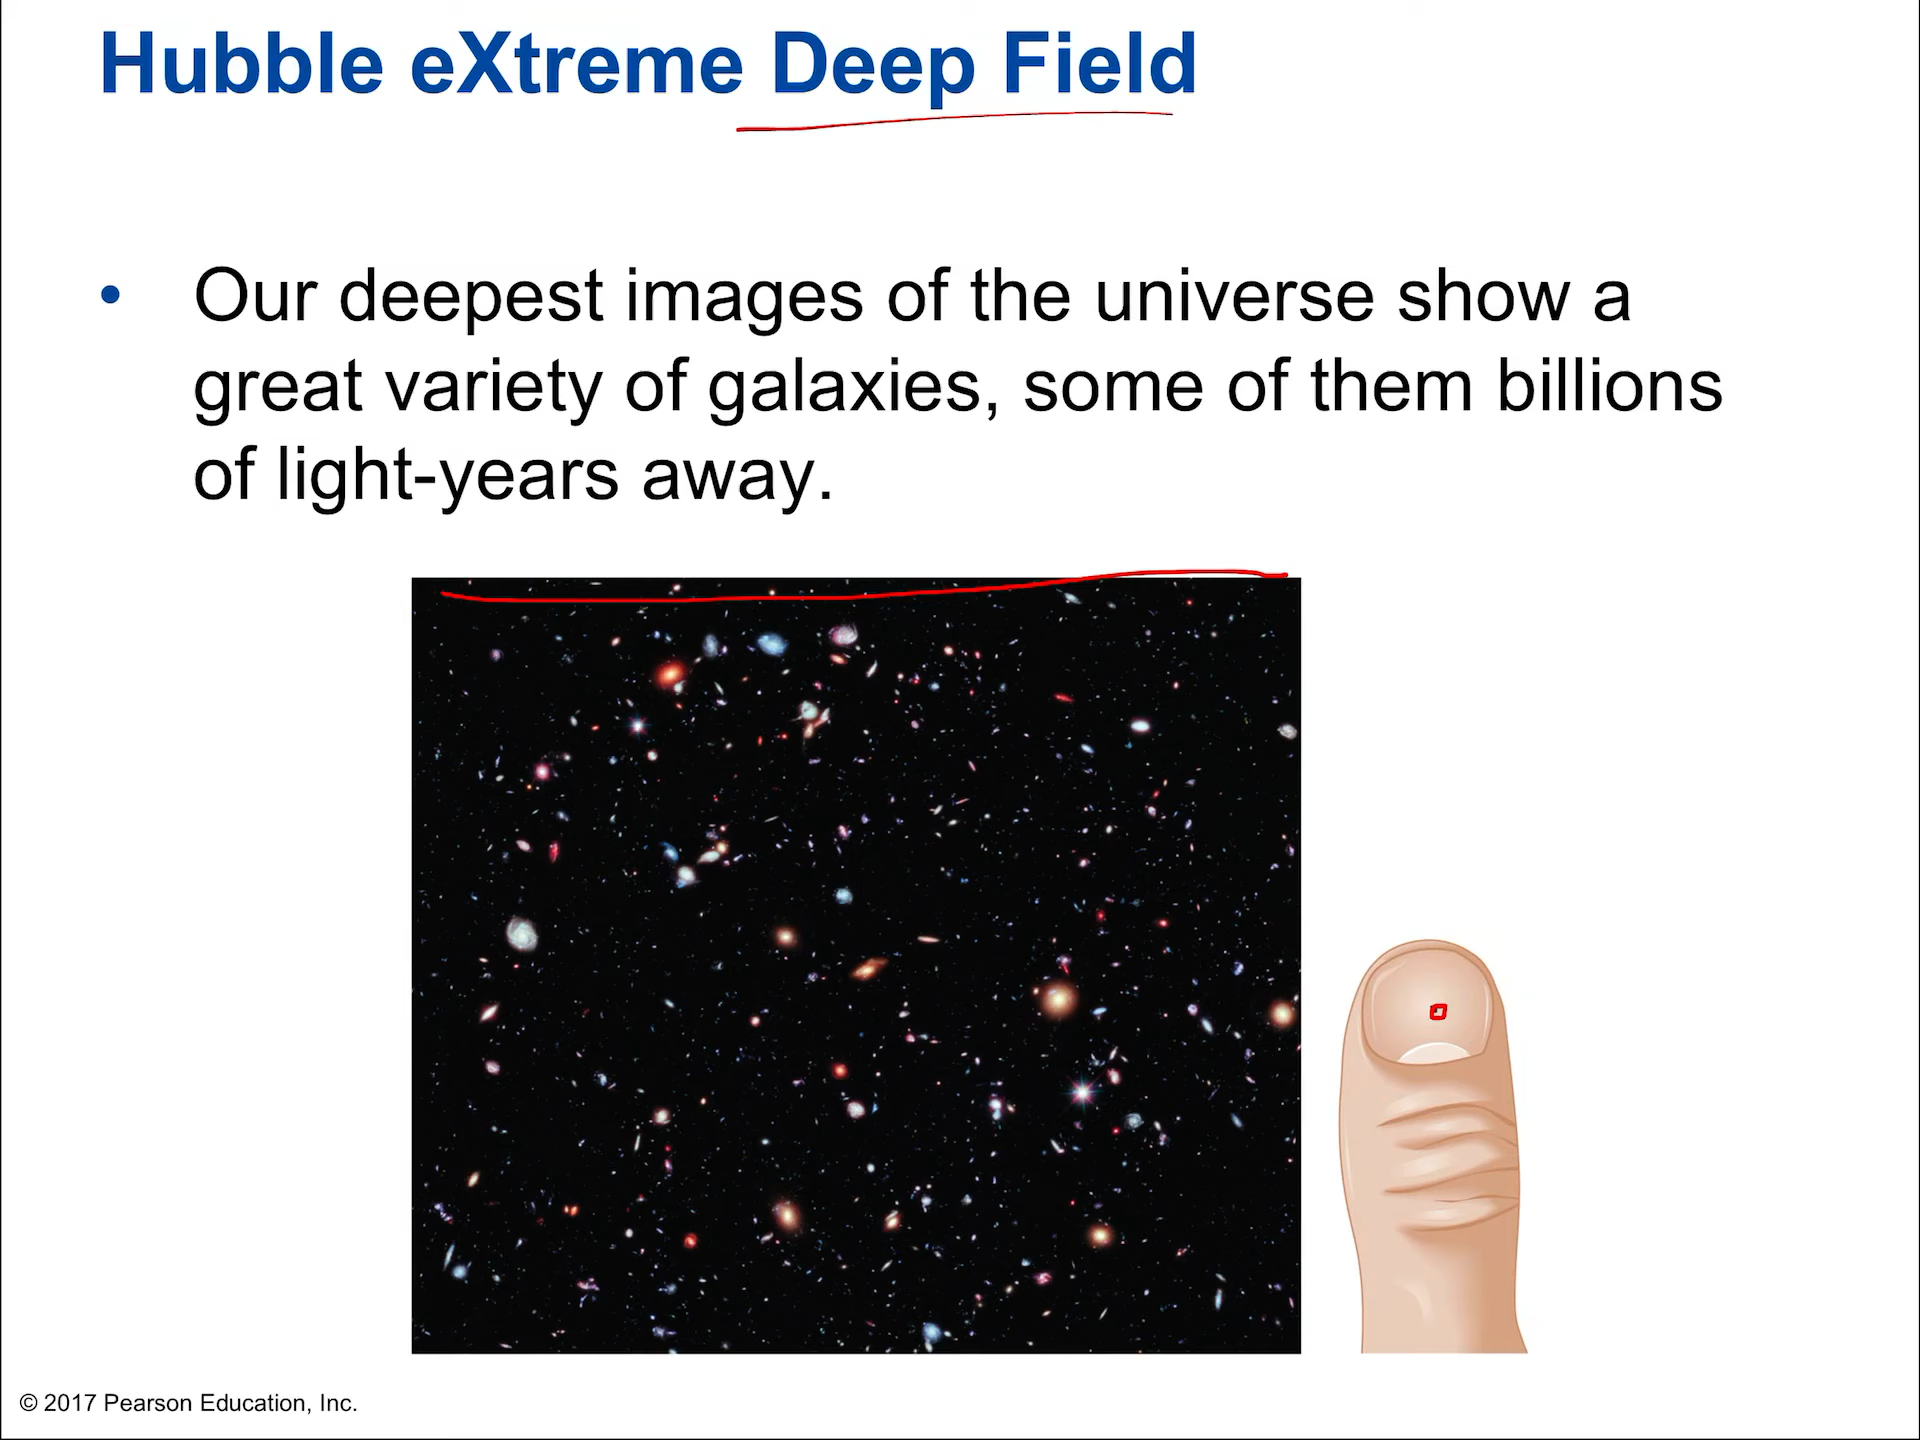 Hubble eXtreme Deep Field
• Our deepest images of the universe show a
great variety of galaxies, some of them billions
of light-years away.
© 2017 Pearson Education, Inc.